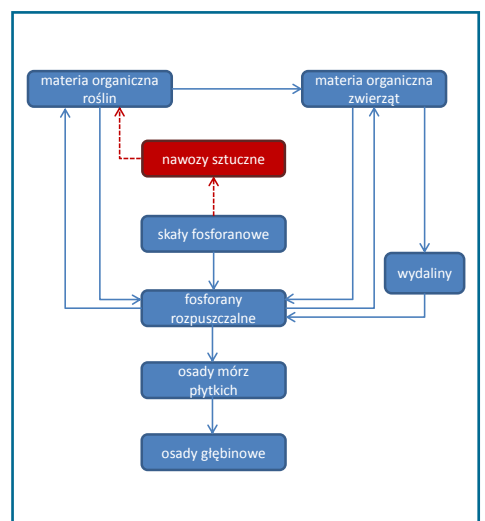 materia organiczna
roślin
materia organiczna
zwierząt
nawozy sztuczne
skały fosforanowe
wydaliny
fosforany
rozpuszczalne
osady mórz
płytkich
osady głębinowe